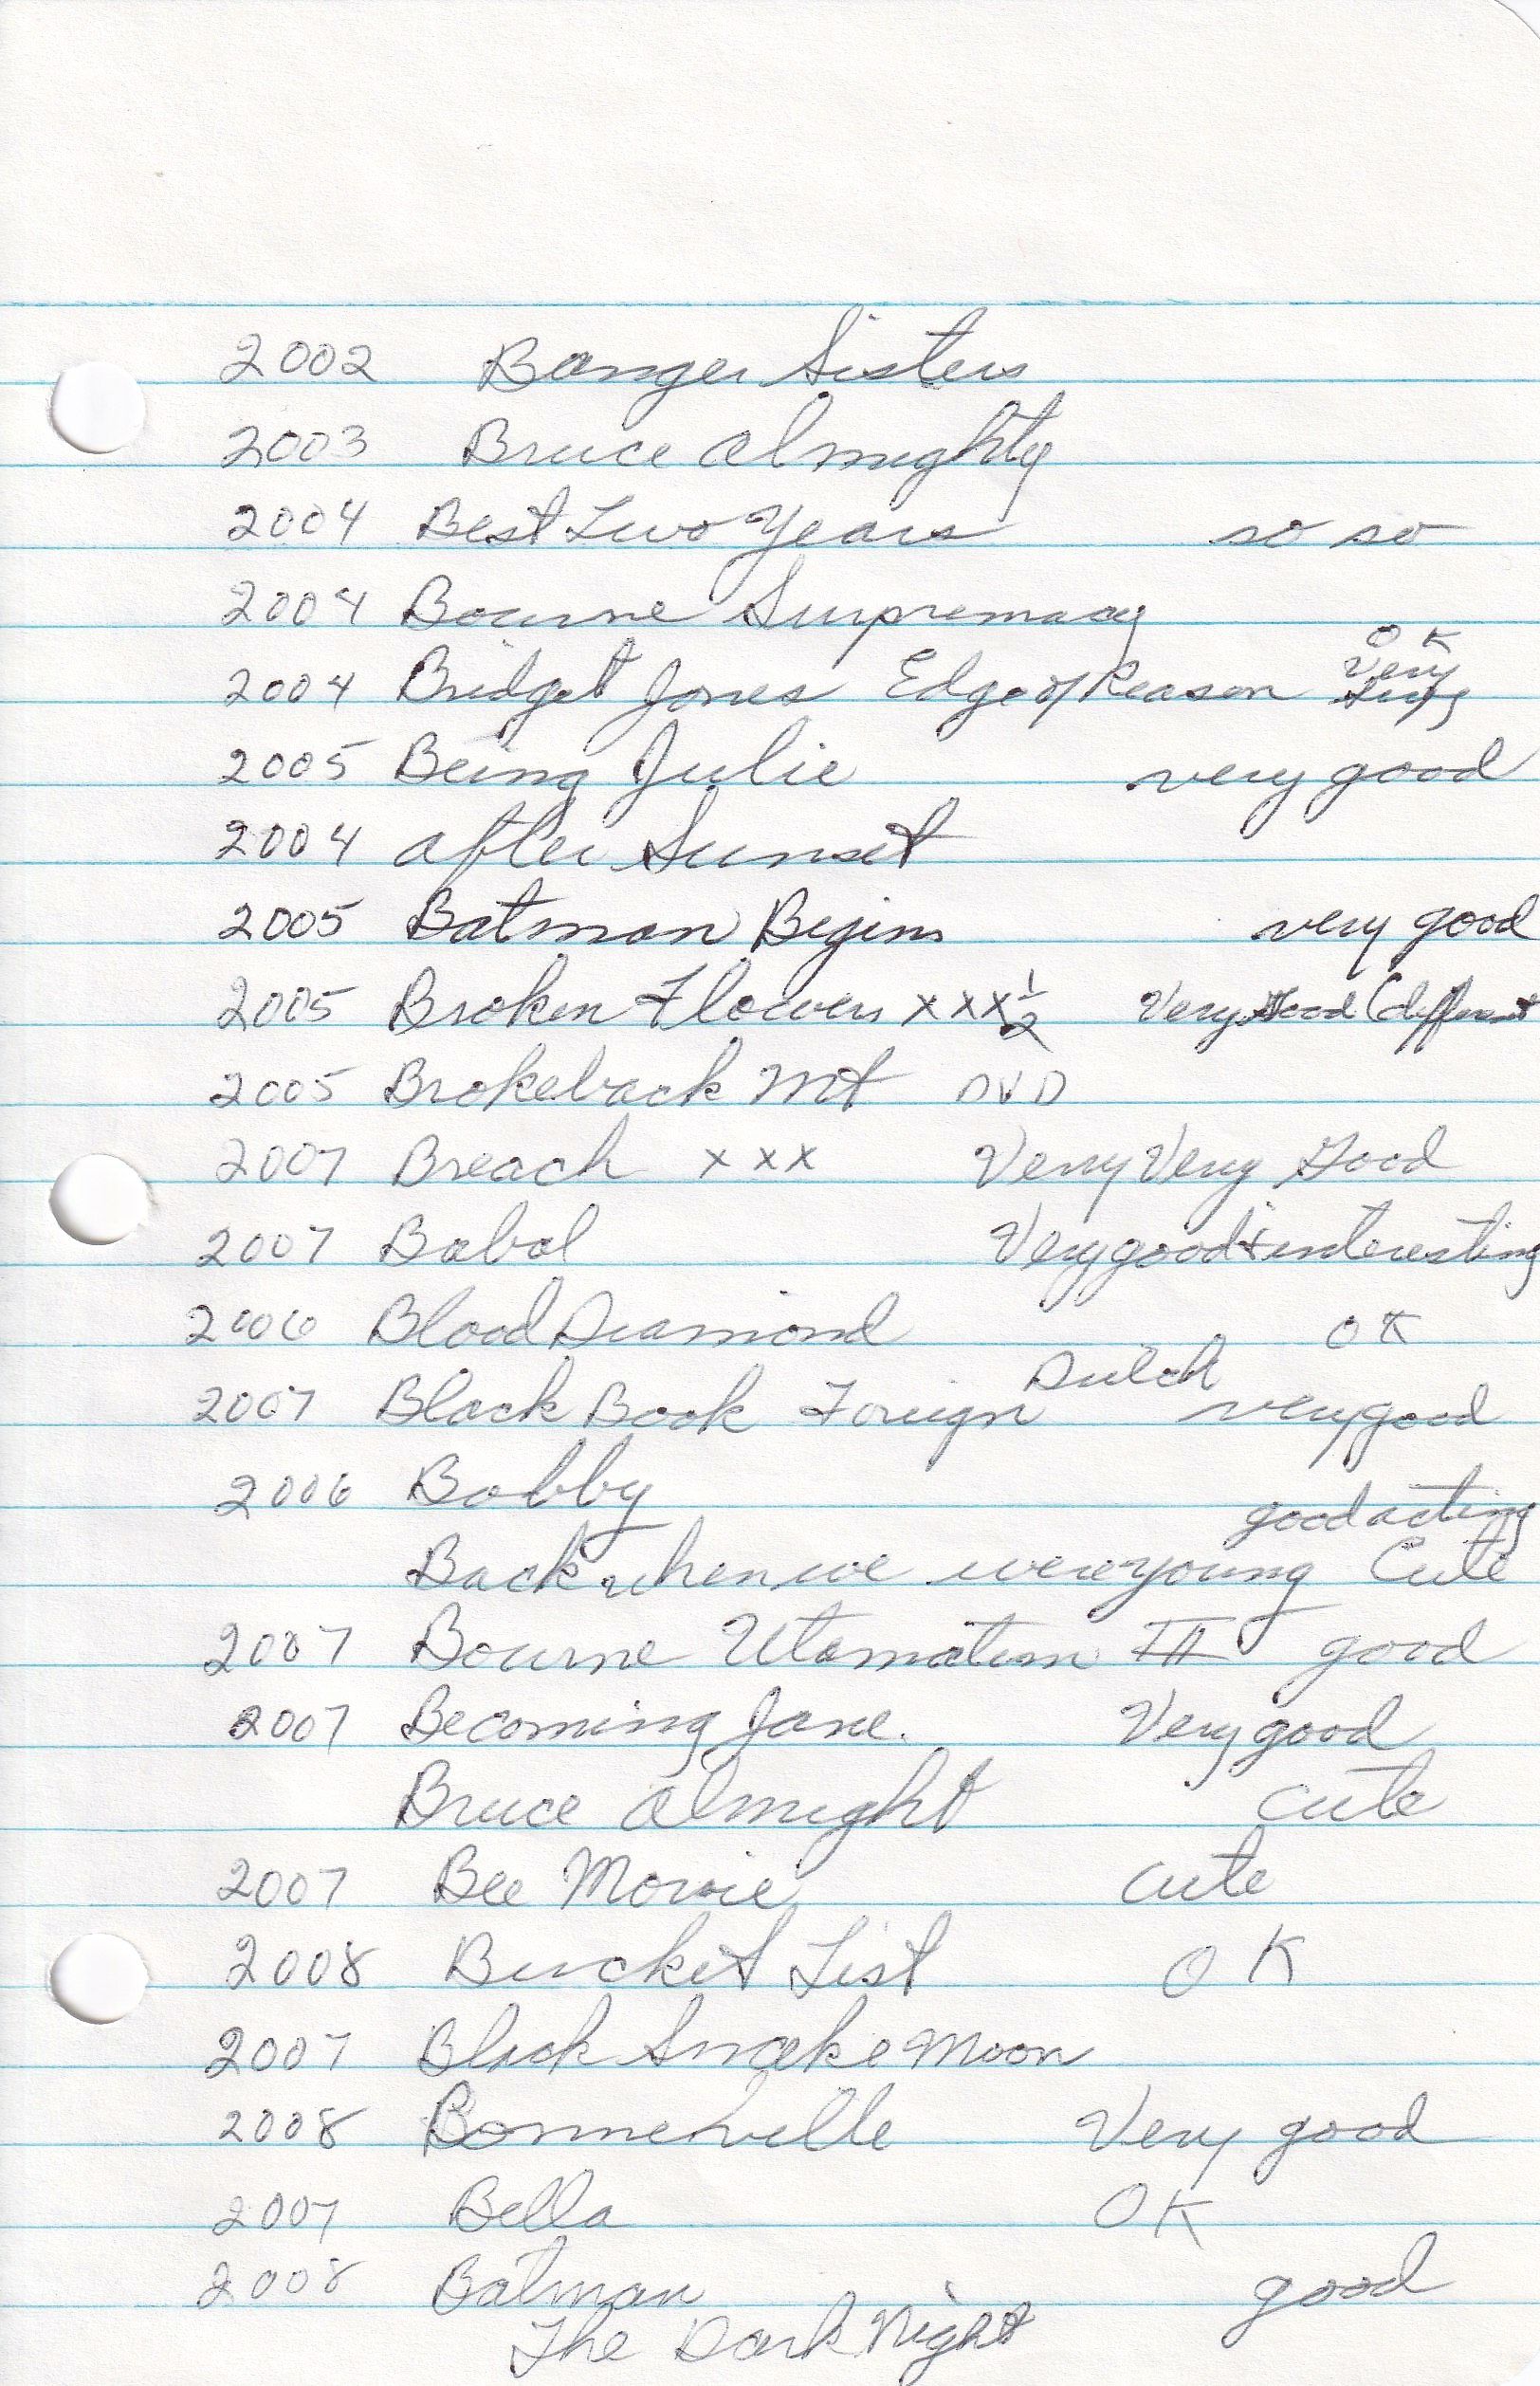 2002 Banger Sisters
2003 Bruce Almighty
2004 Best Two Years so so
2004 Bourne Surpremacy
OK
2004 Bridget Jones Edge of Reason Very
2005 Being Julie very good
2004 After Sunset
2005 Batman Begins very good
2005 Broken Flowers xxx 1/2 Very Good (different
2005 Brokeback Mt DVD
2007 Breach xxx Very Very Good
2007 Babal Very good + interesting
2006 Blood Diamond OK
Dutch
2007 Black Book Foreign very good
2006 Bobby
good acting
Back when we were young Cute
2007 Bourne Utamatim III good
2007 Becoming Jane. Very good
Bruce Almight cute
2007 Bee Movie cute
2008 Bucket List OK
2007 Black Snake Moon
2008 Bonneville Very good
2007 Bella OK
2008 Batman good
The Dark Night